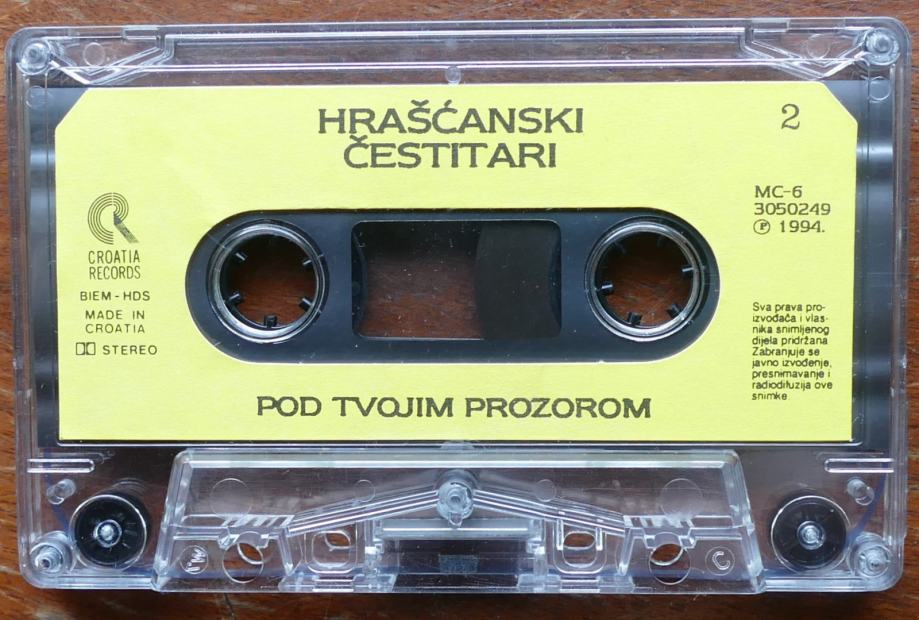 HRAŠĆANSKI
ČESTITARI
2
CROATIA
RECORDS
BIEM-HDS
MADE IN
CROATIA
STEREO
MC-6
3050249
Ⓟ 1994.
Sva prava pro-
izvođača i vlas-
nika snimljenog
dijela pridržana
Zabranjuje se
javno izvođenje,
presnimavanje i
radiodifuzija ove
snimke.
POD TVOJIM PROZOROM